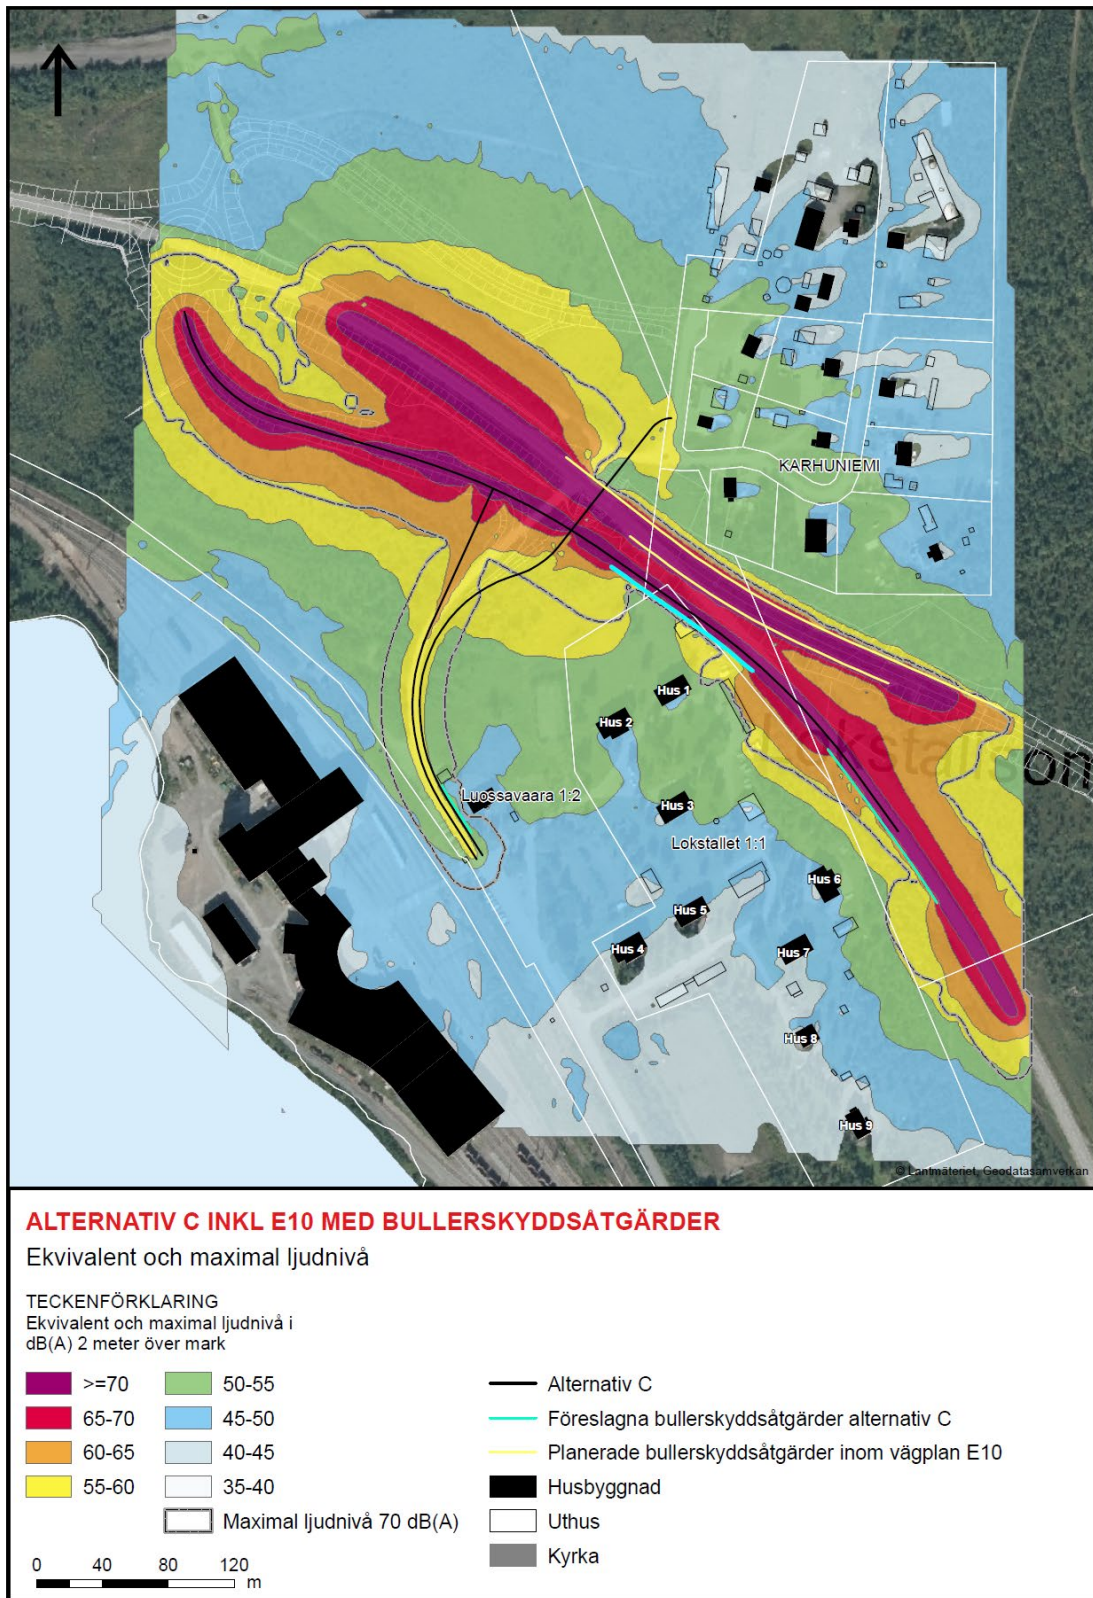 KARHUNIEMI
Hus 1
Hus 2
Luossavaara 1:2
Hus 3
Lokstallet 1:1
Hus 6
Hus 5
Hus 4
Hus 7
Hus 8
Hus 9
© Lantmäteriet, Geodatasamverkan
ALTERNATIV C INKL E10 MED BULLERSKYDDSÅTGÄRDER
Ekvivalent och maximal ljudnivå
TECKENFÖRKLARING
Ekvivalent och maximal ljudnivå i
dB(A) 2 meter över mark
>=70
65-70
60-65
55-60
50-55
45-50
40-45
35-40
Maximal ljudnivå 70 dB(A)
Alternativ C
Föreslagna bullerskyddsåtgärder alternativ C
Planerade bullerskyddsåtgärder inom vägplan E10
Husbyggnad
Uthus
Kyrka
0 40 80 120
m